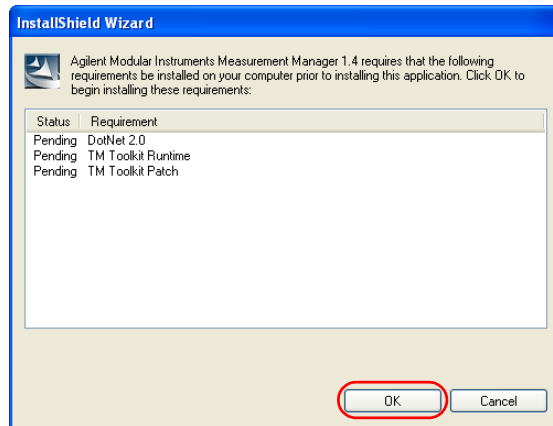 InstallShield Wizard
Agilent Modular Instruments Measurement Manager 1.4 requires that the following
requirements be installed on your computer prior to installing this application. Click OK to
begin installing these requirements:
Status Requirement
Pending DotNet 2.0
Pending TM Toolkit Runtime
Pending TM Toolkit Patch
OK Cancel